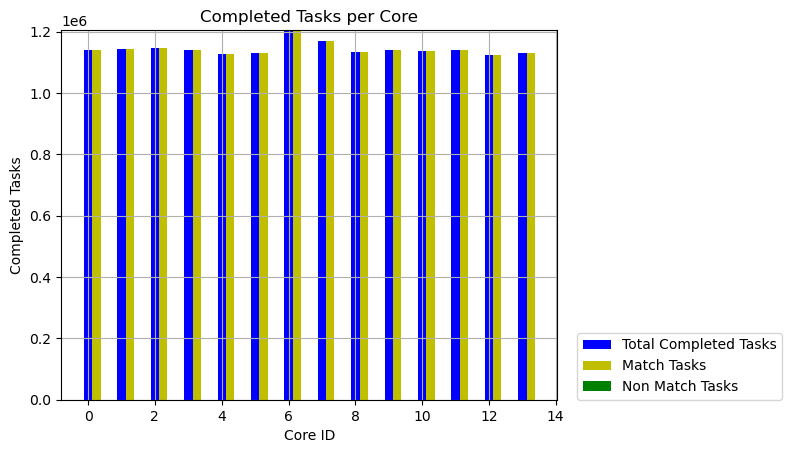 Completed Tasks per Core
1e6
1.2
1.0
0.8
0.6
0.4
0.2
0.0
Completed Tasks
0 2 4 6 8 10 12 14
Core ID
Total Completed Tasks
Match Tasks
Non Match Tasks